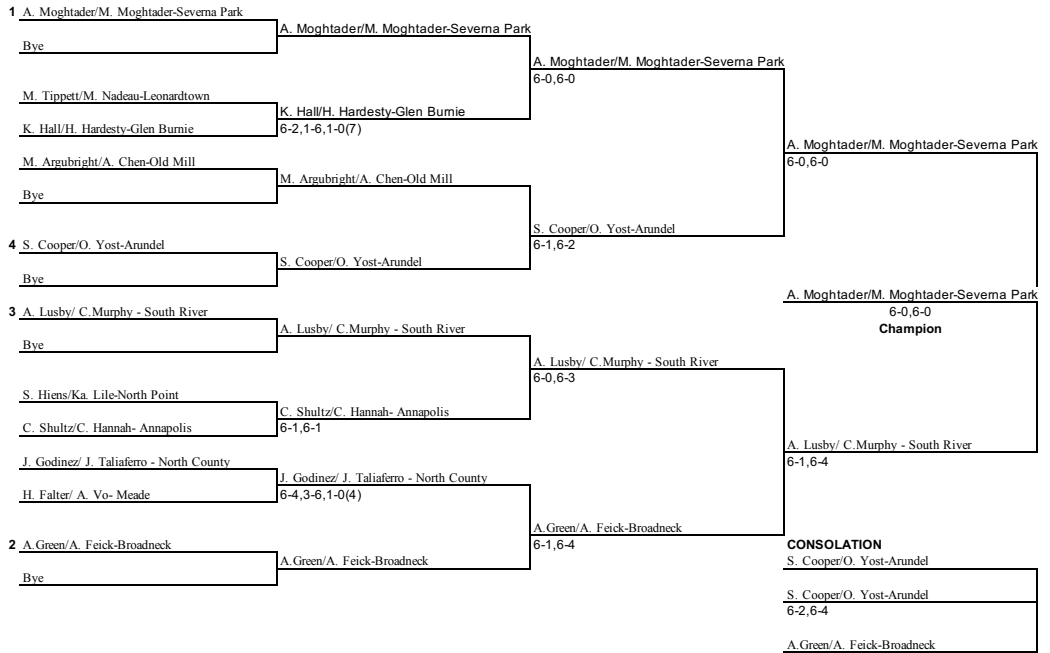 1 A. Moghtader/M. Moghtader-Severna Park
Bye
M. Tippett/M. Nadeau-Leonardtown
K. Hall/H. Hardesty-Glen Burnie
M. Argubright/A. Chen-Old Mill
Bye
4 S. Cooper/O. Yost-Arundel
Bye
3 A. Lusby/ C.Murphy - South River
Bye
S. Hiens/Ka. Lile-North Point
C. Shultz/C. Hannah- Annapolis
J. Godinez/ J. Taliaferro - North County
H. Falter/ A. Vo- Meade
2 A.Green/A. Feick-Broadneck
Bye
A. Moghtader/M. Moghtader-Severna Park
K. Hall/H. Hardesty-Glen Burnie
6-2,1-6,1-0(7)
M. Argubright/A. Chen-Old Mill
S. Cooper/O. Yost-Arundel
A. Lusby/ C.Murphy - South River
C. Shultz/C. Hannah- Annapolis
6-1,6-1
J. Godinez/ J. Taliaferro - North County
6-4,3-6,1-0(4)
A.Green/A. Feick-Broadneck
A. Moghtader/M. Moghtader-Severna Park
6-0,6-0
S. Cooper/O. Yost-Arundel
6-1,6-2
A. Lusby/ C.Murphy - South River
6-0,6-3
A.Green/A. Feick-Broadneck
6-1,6-4
A. Moghtader/M. Moghtader-Severna Park
6-0,6-0
A. Lusby/ C.Murphy - South River
6-1,6-4
A. Moghtader/M. Moghtader-Severna Park
6-0,6-0
Champion
CONSOLATION
S. Cooper/O. Yost-Arundel
S. Cooper/O. Yost-Arundel
6-2,6-4
A.Green/A. Feick-Broadneck